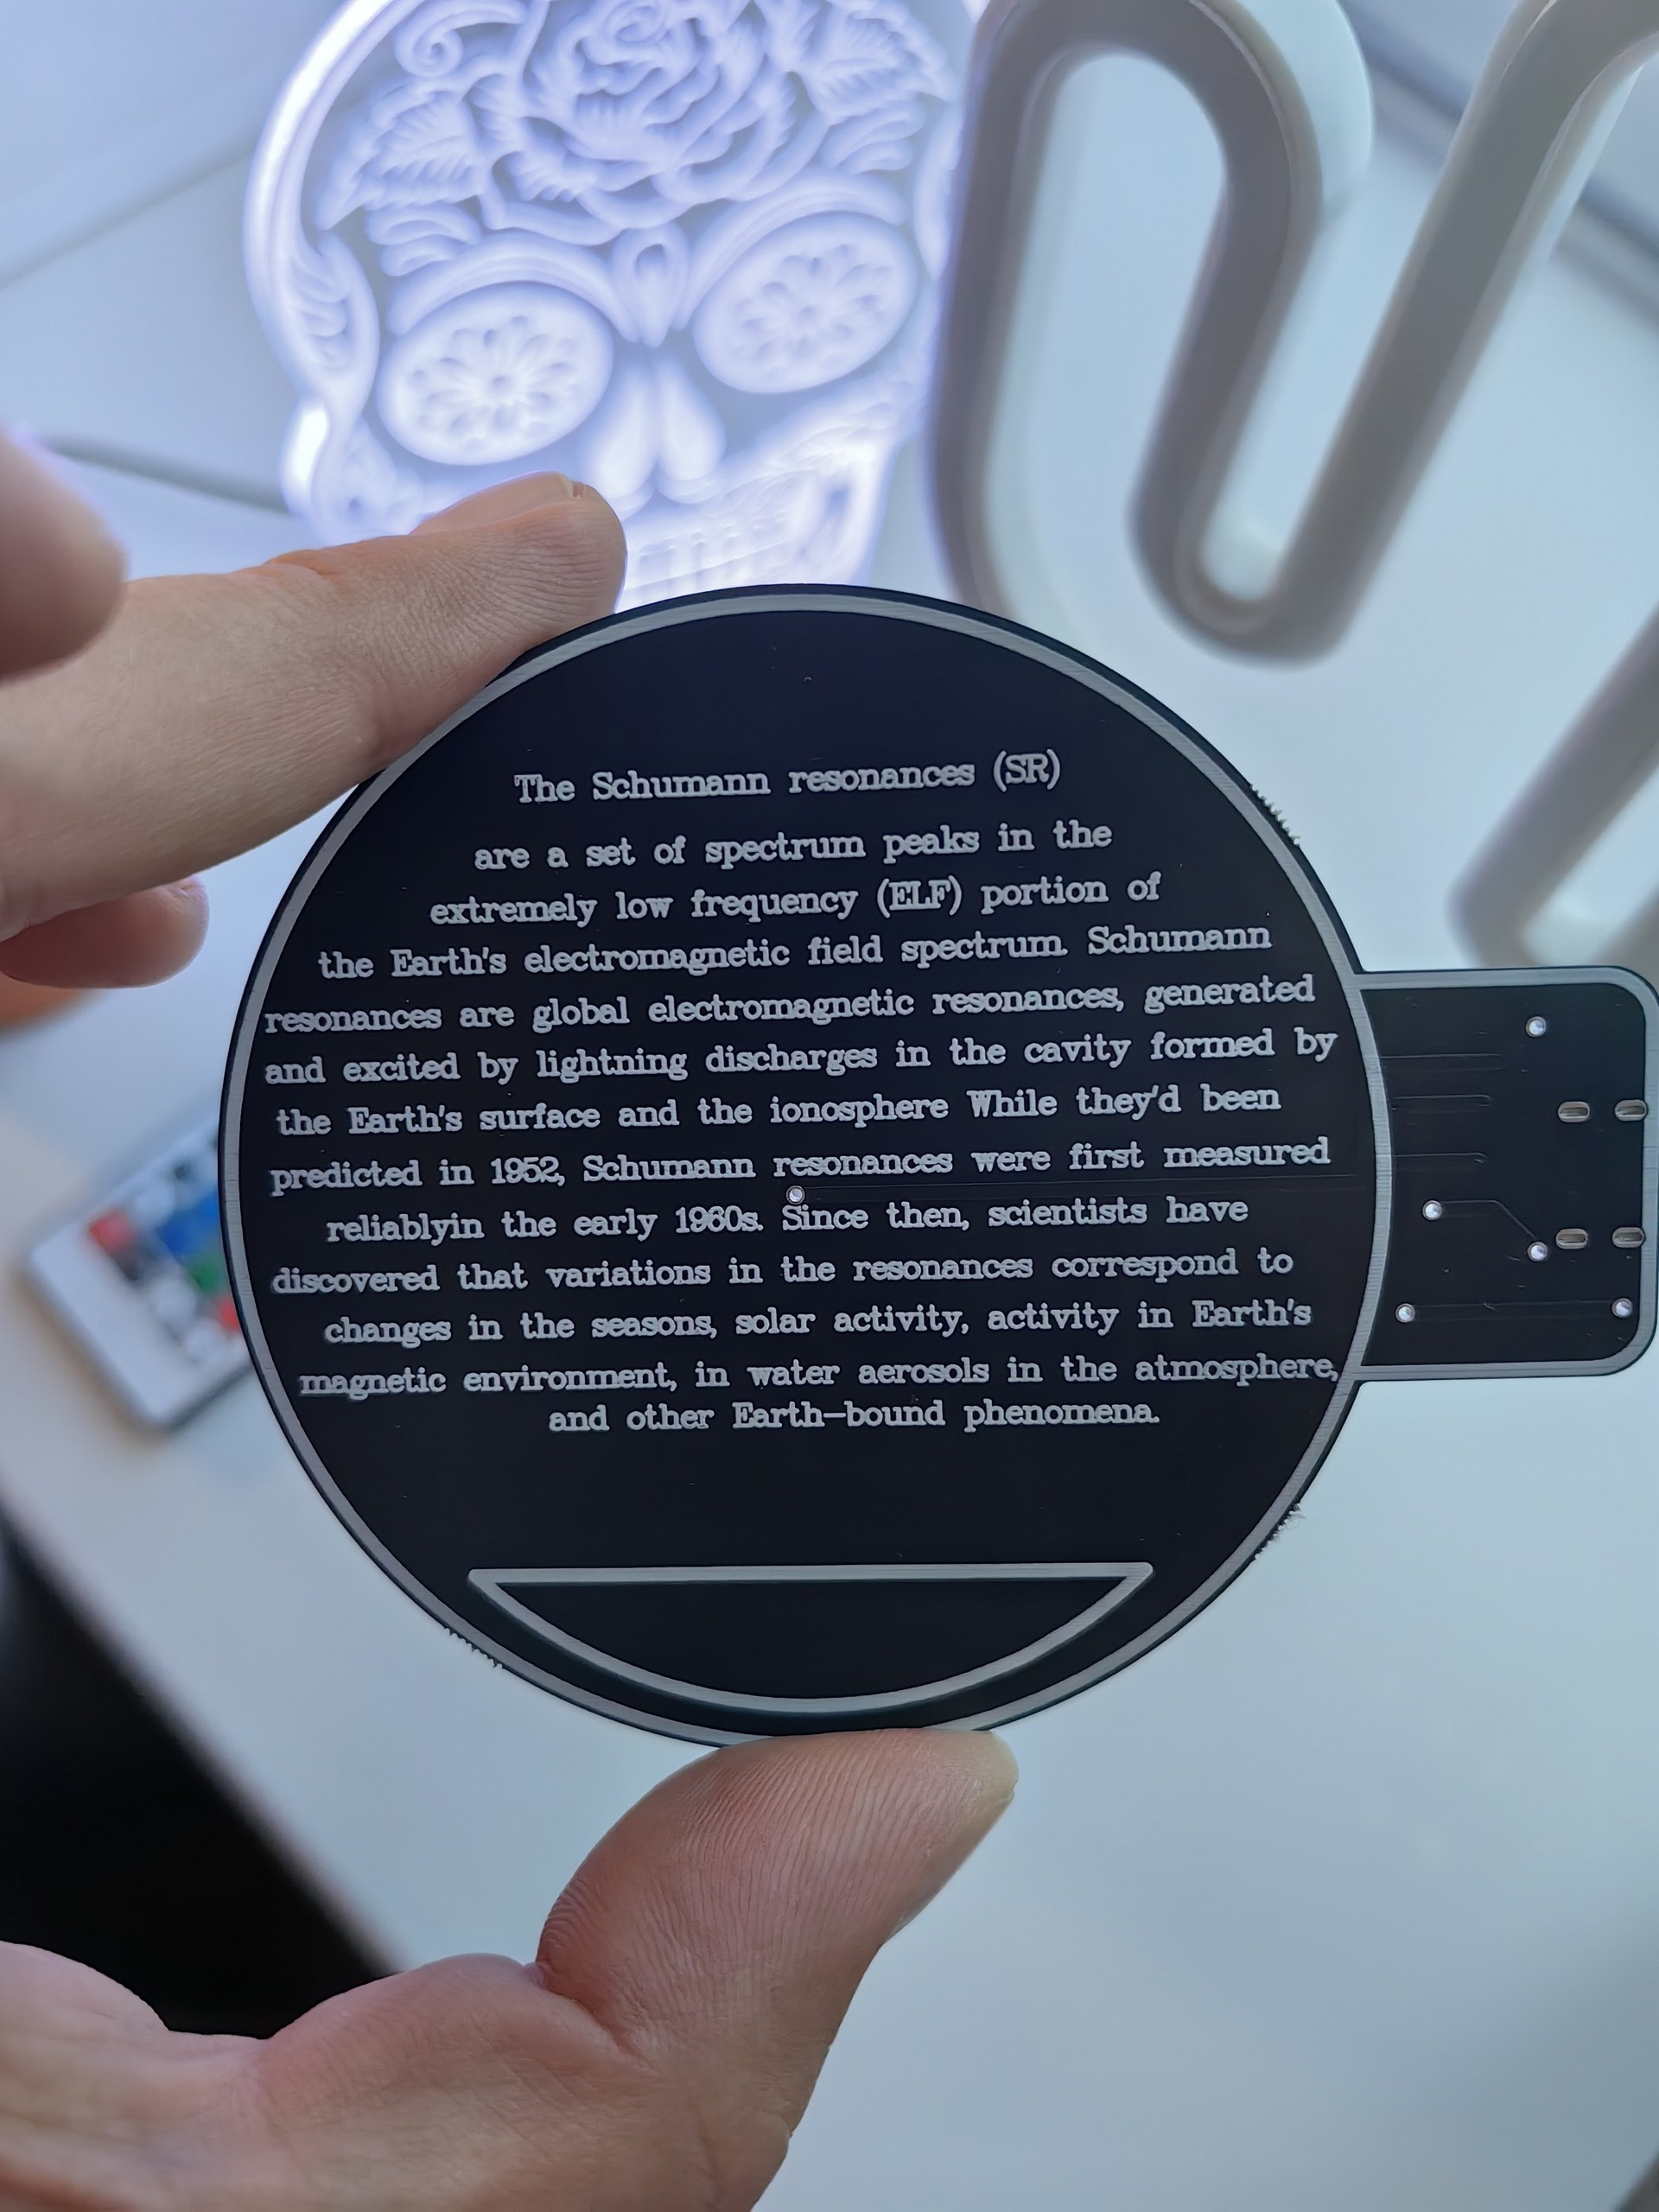 The Schumann resonances (SR)
are a set of spectrum peaks in the
extremely low frequency (ELF) portion of
the Earth's electromagnetic field spectrum. Schumann
resonances are global electromagnetic resonances, generated
and excited by lightning discharges in the cavity formed by
the Earth's surface and the ionosphere While they'd been
predicted in 1952, Schumann resonances were first measured
reliablyin the early 1960s. Since then, scientists have
discovered that variations in the resonances correspond to
changes in the seasons, solar activity, activity in Earth's
magnetic environment, in water aerosols in the atmosphere,
and other Earth-bound phenomena.